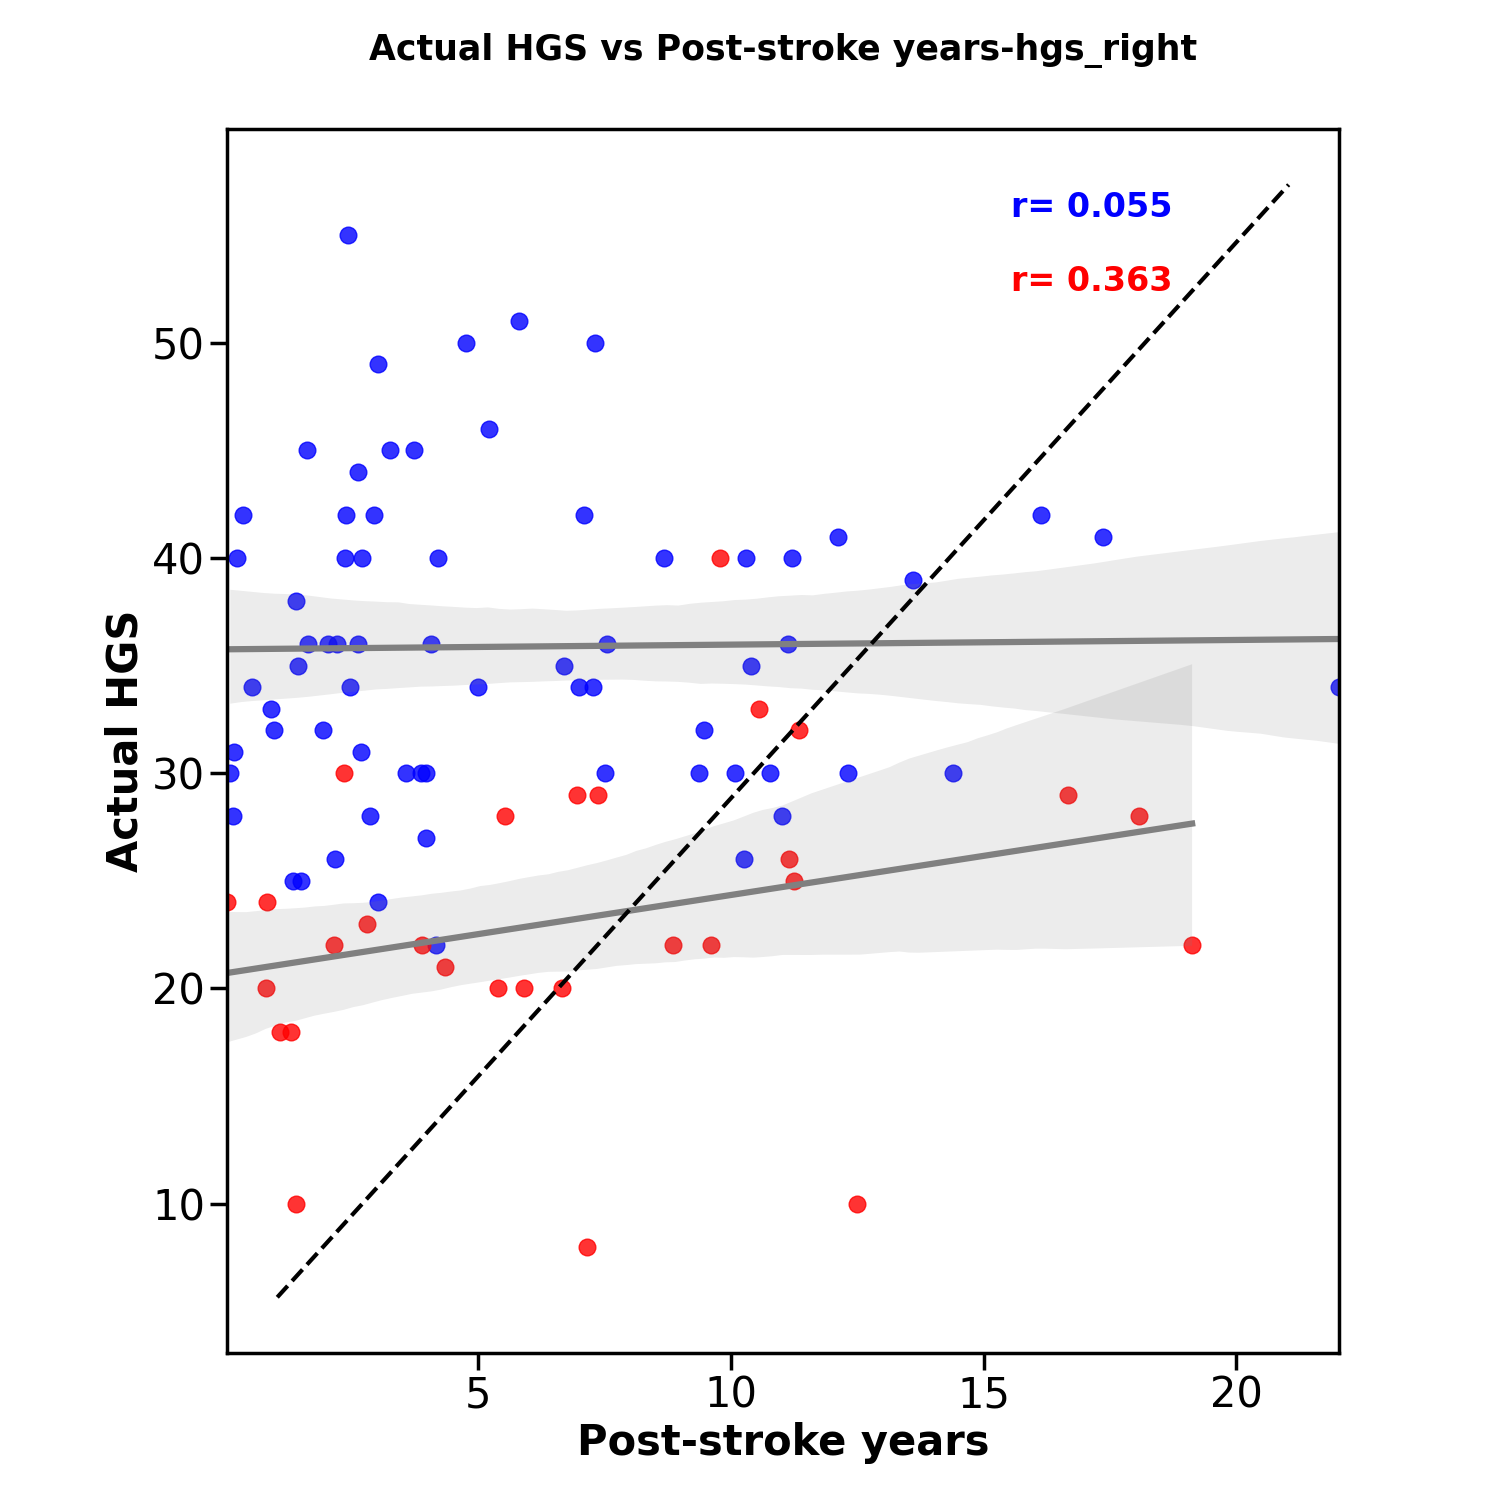 Actual HGS vs Post-stroke years-hgs_right
r= 0.055
r= 0.363
50
40
30
20
10
Actual HGS
5 10 15 20
Post-stroke years